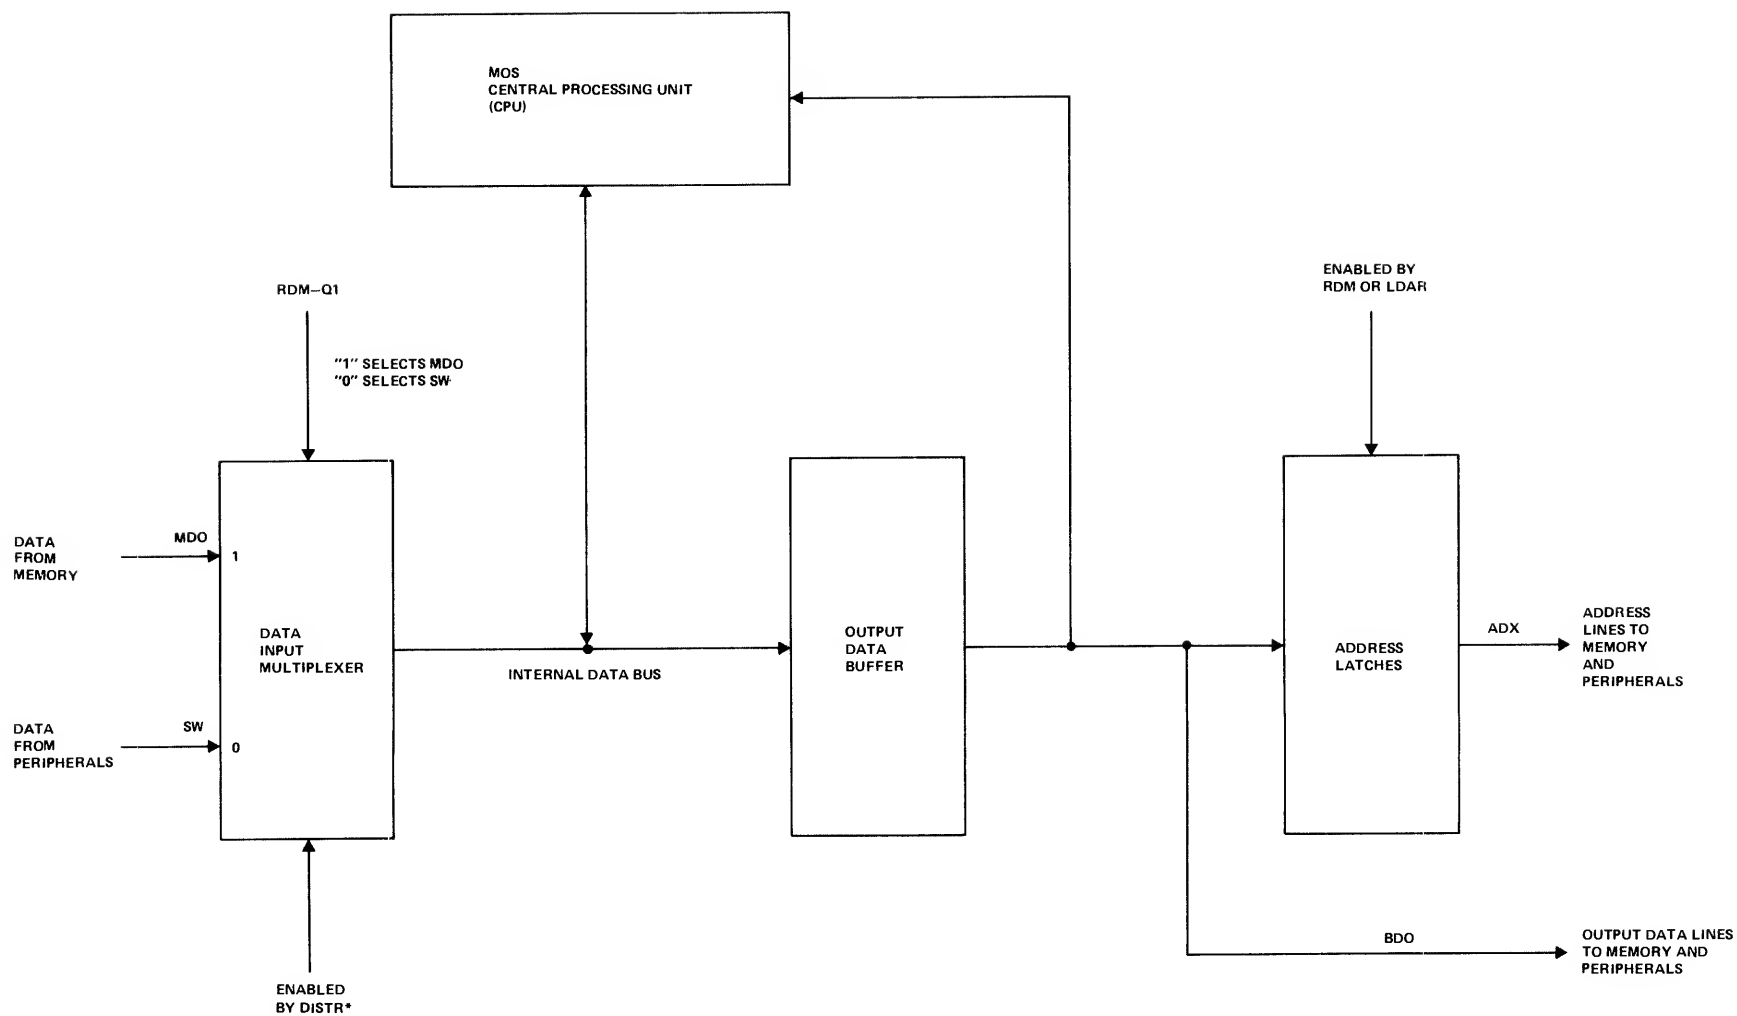 MOS
CENTRAL PROCESSING UNIT
(CPU)
ENABLED BY
RDM OR LDAR
RDM-Q1
"1" SELECTS MDO
"0" SELECTS SW
DATA
FROM
MEMORY
MDO
1
DATA
INPUT
MULTIPLEXER
DATA
FROM
PERIPHERALS
SW
0
INTERNAL DATA BUS
OUTPUT
DATA
BUFFER
ADDRESS
LATCHES
ADX
ADDRESS
LINES TO
MEMORY
AND
PERIPHERALS
BDO
OUTPUT DATA LINES
TO MEMORY AND
PERIPHERALS
ENABLED
BY DISTR*